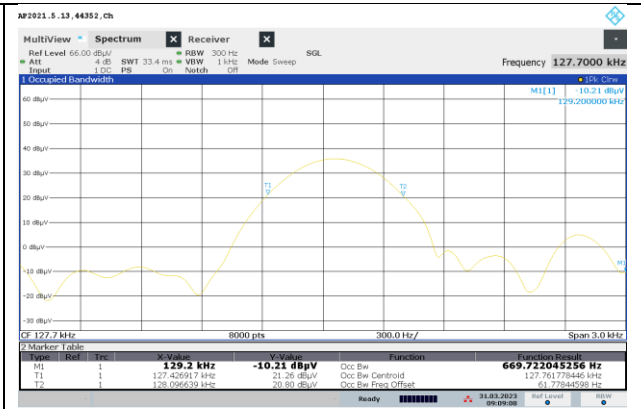 AP2021.5.13,44352,Ch
MultiView Spectrum Receiver
Ref Level 66.00 dBµV RBW 300 Hz SGL
Att 4 dB SWT 33.4 ms VBW 1 kHz Mode Sweep Frequency 127.7000 kHz
Input 1 DC PS On Notch Off
1 Occupied Bandwidth 1Pk Clrw
M1[1] -10.21 dBµV
129.200000 kHz
60 dBµV
50 dBµV
40 dBµV
30 dBµV
T1 T2
20 dBµV
10 dBµV
0 dBµV
M1
-10 dBµV
-20 dBµV
-30 dBµV
CF 127.7 kHz 8000 pts 300.0 Hz/ Span 3.0 kHz
2 Marker Table
Type Ref Trc X-Value Y-Value Function Function Result
M1 1 129.2 kHz -10.21 dBµV Occ Bw 669.722045256 Hz
T1 1 127.426917 kHz 21.26 dBµV Occ Bw Centroid 127.761778446 kHz
T2 1 128.096639 kHz 20.80 dBµV Occ Bw Freq Offset 61.77844598 Hz
Ready 31.03.2023 Ref Level RBW
09:09:08